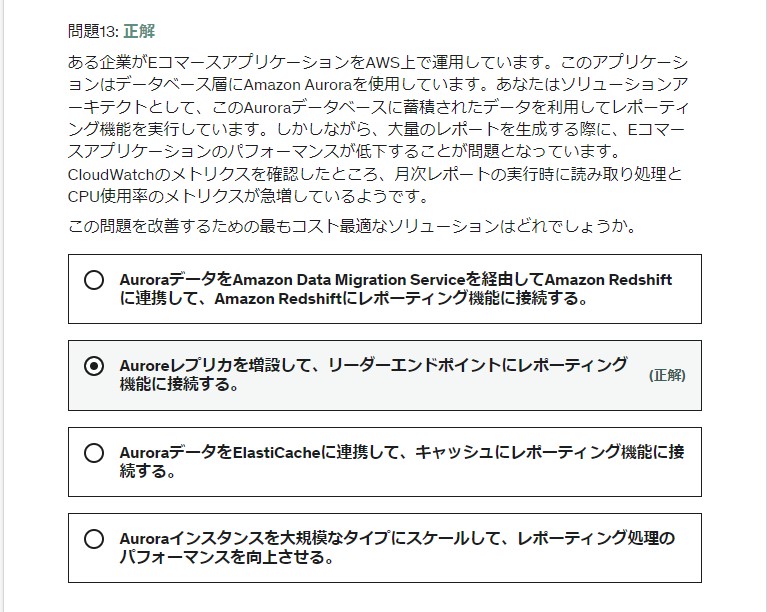 問題13: 正解
ある企業がEコマースアプリケーションをAWS上で運用しています。このアプリケーシ
ョンはデータベース層にAmazon Auroraを使用しています。あなたはソリューションア
ーキテクトとして、このAuroraデータベースに蓄積されたデータを利用してレポーティ
ング機能を実行しています。しかしながら、大量のレポートを生成する際に、Eコマー
スアプリケーションのパフォーマンスが低下することが問題となっています。
CloudWatchのメトリクスを確認したところ、月次レポートの実行時に読み取り処理と
CPU使用率のメトリクスが急増しているようです。
この問題を改善するための最もコスト最適なソリューションはどれでしょうか。
AuroraデータをAmazon Data Migration Serviceを経由してAmazon Redshift
に連携して、Amazon Redshiftにレポーティング機能に接続する。
Auroreレプリカを増設して、リーダーエンドポイントにレポーティング
機能に接続する。
(正解)
AuroraデータをElastiCacheに連携して、キャッシュにレポーティング機能に接
続する。
Auroraインスタンスを大規模なタイプにスケールして、レポーティング処理の
パフォーマンスを向上させる。